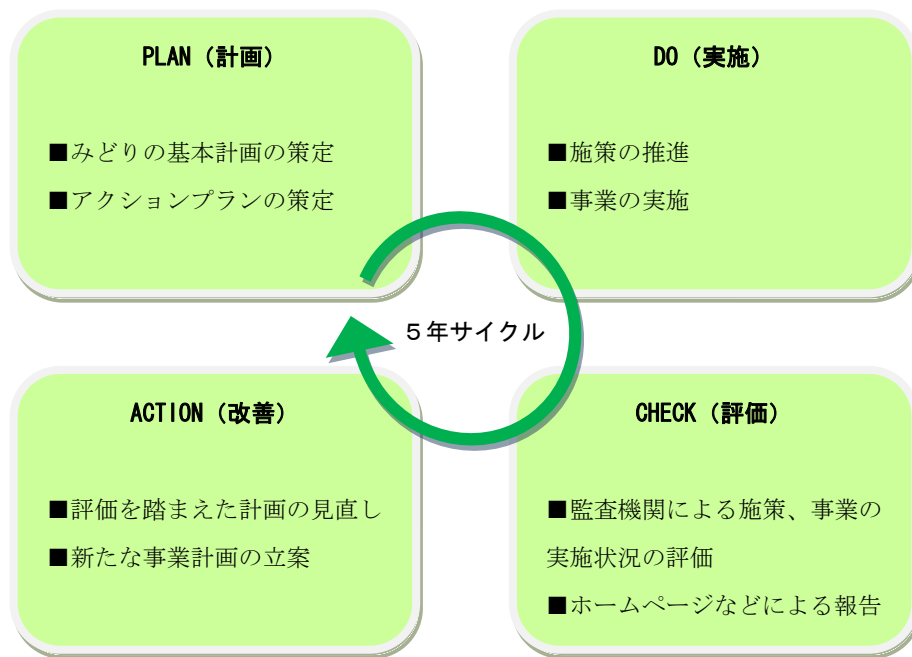 PLAN（計画）
■みどりの基本計画の策定
■アクションプランの策定
DO（実施）
■施策の推進
■事業の実施
５年サイクル
ACTION（改善）
■評価を踏まえた計画の見直し
■新たな事業計画の立案
CHECK（評価）
■監査機関による施策、事業の
実施状況の評価
■ホームページなどによる報告